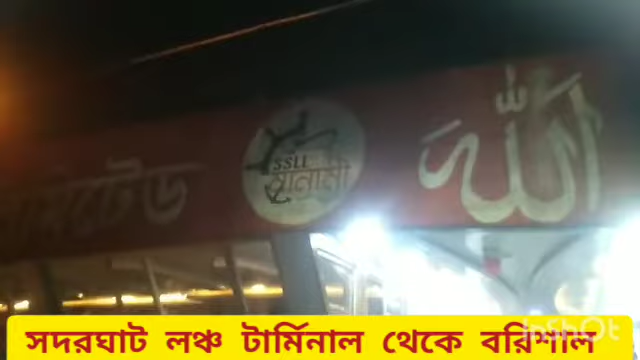 লিমিটেড
SSLL
মানামী
الله
সদরঘাট লঞ্চ টার্মিনাল থেকে বরিশাল
InShOt